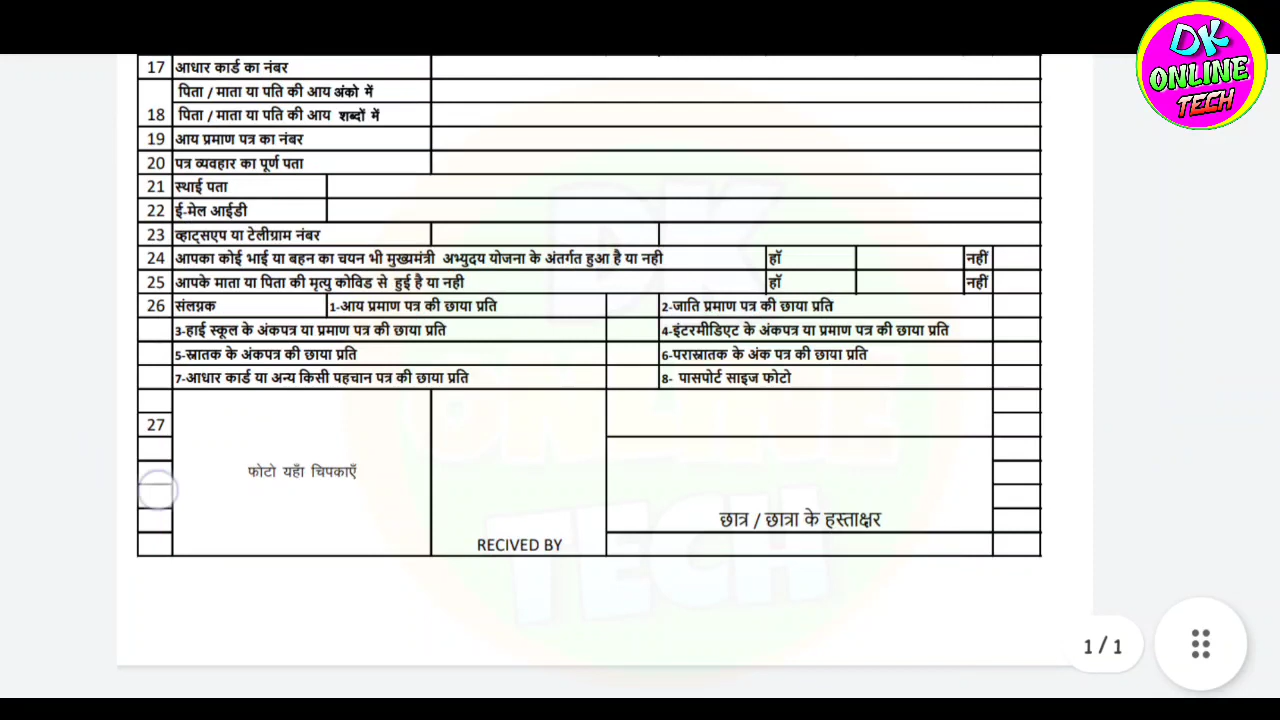 DK
ONLINE
TECH
17 आधार कार्ड का नंबर
पिता / माता या पति की आय अंको में
18 पिता / माता या पति की आय शब्दों में
19 आय प्रमाण पत्र का नंबर
20 पत्र व्यवहार का पूर्ण पता
21 स्थाई पता
22 ई-मेल आईडी
23 व्हाट्सएप या टेलीग्राम नंबर
24 आपका कोई भाई या बहन का चयन भी मुख्यमंत्री अभ्युदय योजना के अंतर्गत हुआ है या नही हॉ नहीं
25 आपके माता या पिता की मृत्यु कोविड से हुई है या नही हॉ नहीं
26 संलग्नक 1-आय प्रमाण पत्र की छाया प्रति 2-जाति प्रमाण पत्र की छाया प्रति
3-हाई स्कूल के अंकपत्र या प्रमाण पत्र की छाया प्रति 4-इंटरमीडिएट के अंकपत्र या प्रमाण पत्र की छाया प्रति
5-स्नातक के अंकपत्र की छाया प्रति 6-परास्नातक के अंक पत्र की छाया प्रति
7-आधार कार्ड या अन्य किसी पहचान पत्र की छाया प्रति 8- पासपोर्ट साइज फोटो
27
फोटो यहाँ चिपकाएँ
छात्र / छात्रा के हस्ताक्षर
RECIVED BY
DK
ONLINE
TECH
1 / 1